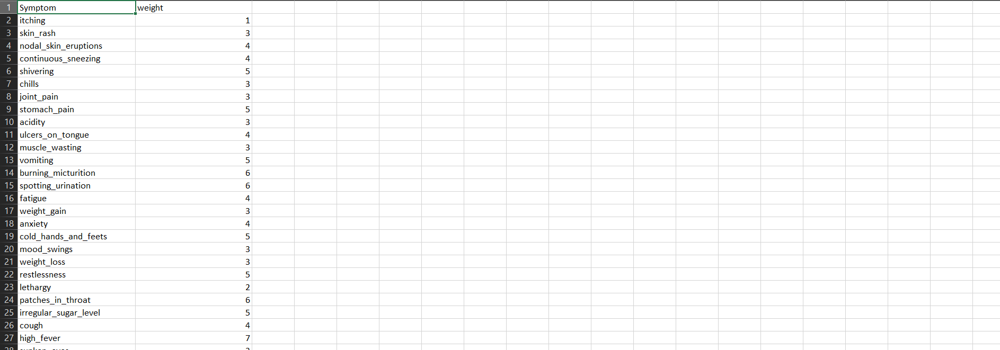 1 Symptom weight
2 itching 1
3 skin_rash 3
4 nodal_skin_eruptions 4
5 continuous_sneezing 4
6 shivering 5
7 chills 3
8 joint_pain 3
9 stomach_pain 5
10 acidity 3
11 ulcers_on_tongue 4
12 muscle_wasting 3
13 vomiting 5
14 burning_micturition 6
15 spotting_urination 6
16 fatigue 4
17 weight_gain 3
18 anxiety 4
19 cold_hands_and_feets 5
20 mood_swings 3
21 weight_loss 3
22 restlessness 5
23 lethargy 2
24 patches_in_throat 6
25 irregular_sugar_level 5
26 cough 4
27 high_fever 7